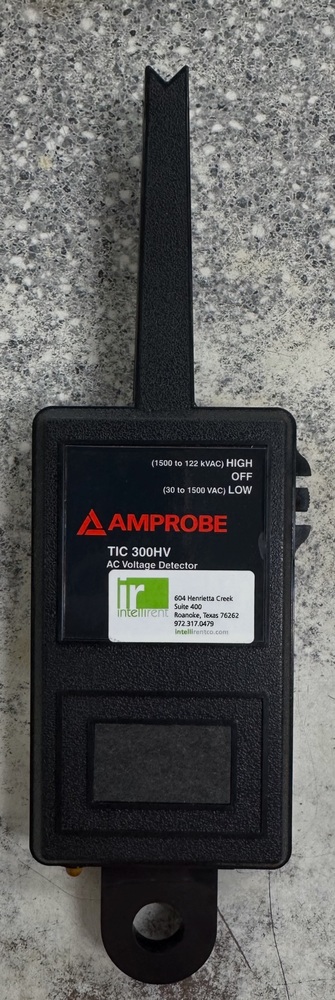 (1500 to 122 kVAC) HIGH
OFF
(30 to 1500 VAC) LOW
AMPROBE
TIC 300HV
AC Voltage Detector
ir
intellirent
604 Henrietta Creek
Suite 400
Roanoke, Texas 76262
972.317.0479
intellirentco.com